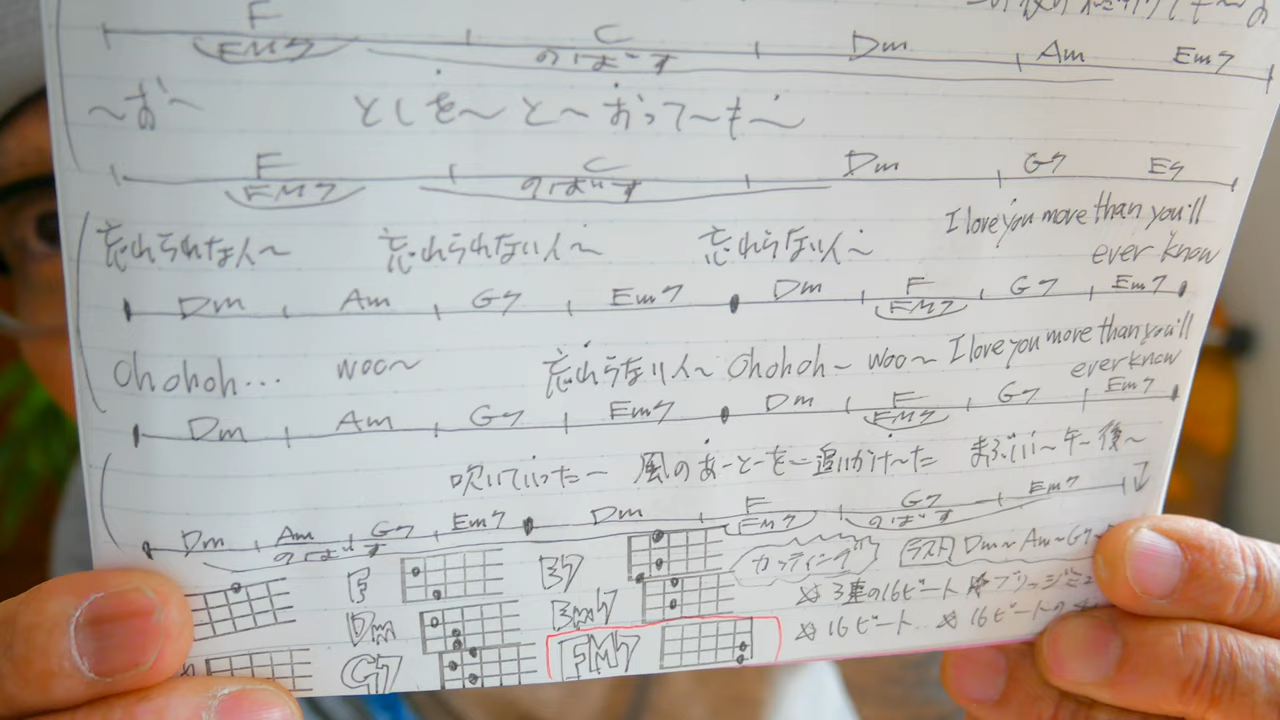 F C Dm Am Em7
FM7 のばす
～お～ としを～と～おって～も～
F C Dm G7 E7
FM7 のばす
忘れられな人～ 忘れられない人～ 忘れらない人～ I love you more than you'll
ever know
Dm Am G7 Em7 Dm F G7 Em7
FM7
Ohohoh... woo～ 忘れらない人～ Ohohoh～ woo～ I love you more than you'll
ever know
Dm Am G7 Em7 Dm F G7 Em7
FM7
吹いていったー 風のあーとーをー追いかけ～た まぶしい～午～後～
Dm Am G7 Em7 Dm F G7 Em7
のばす FM7 のばす
カッティング ラスト Dm～Am～G7～
F E7
3連の16ビート
Dm Em7
16ビート 16ビートの
G7 FM7